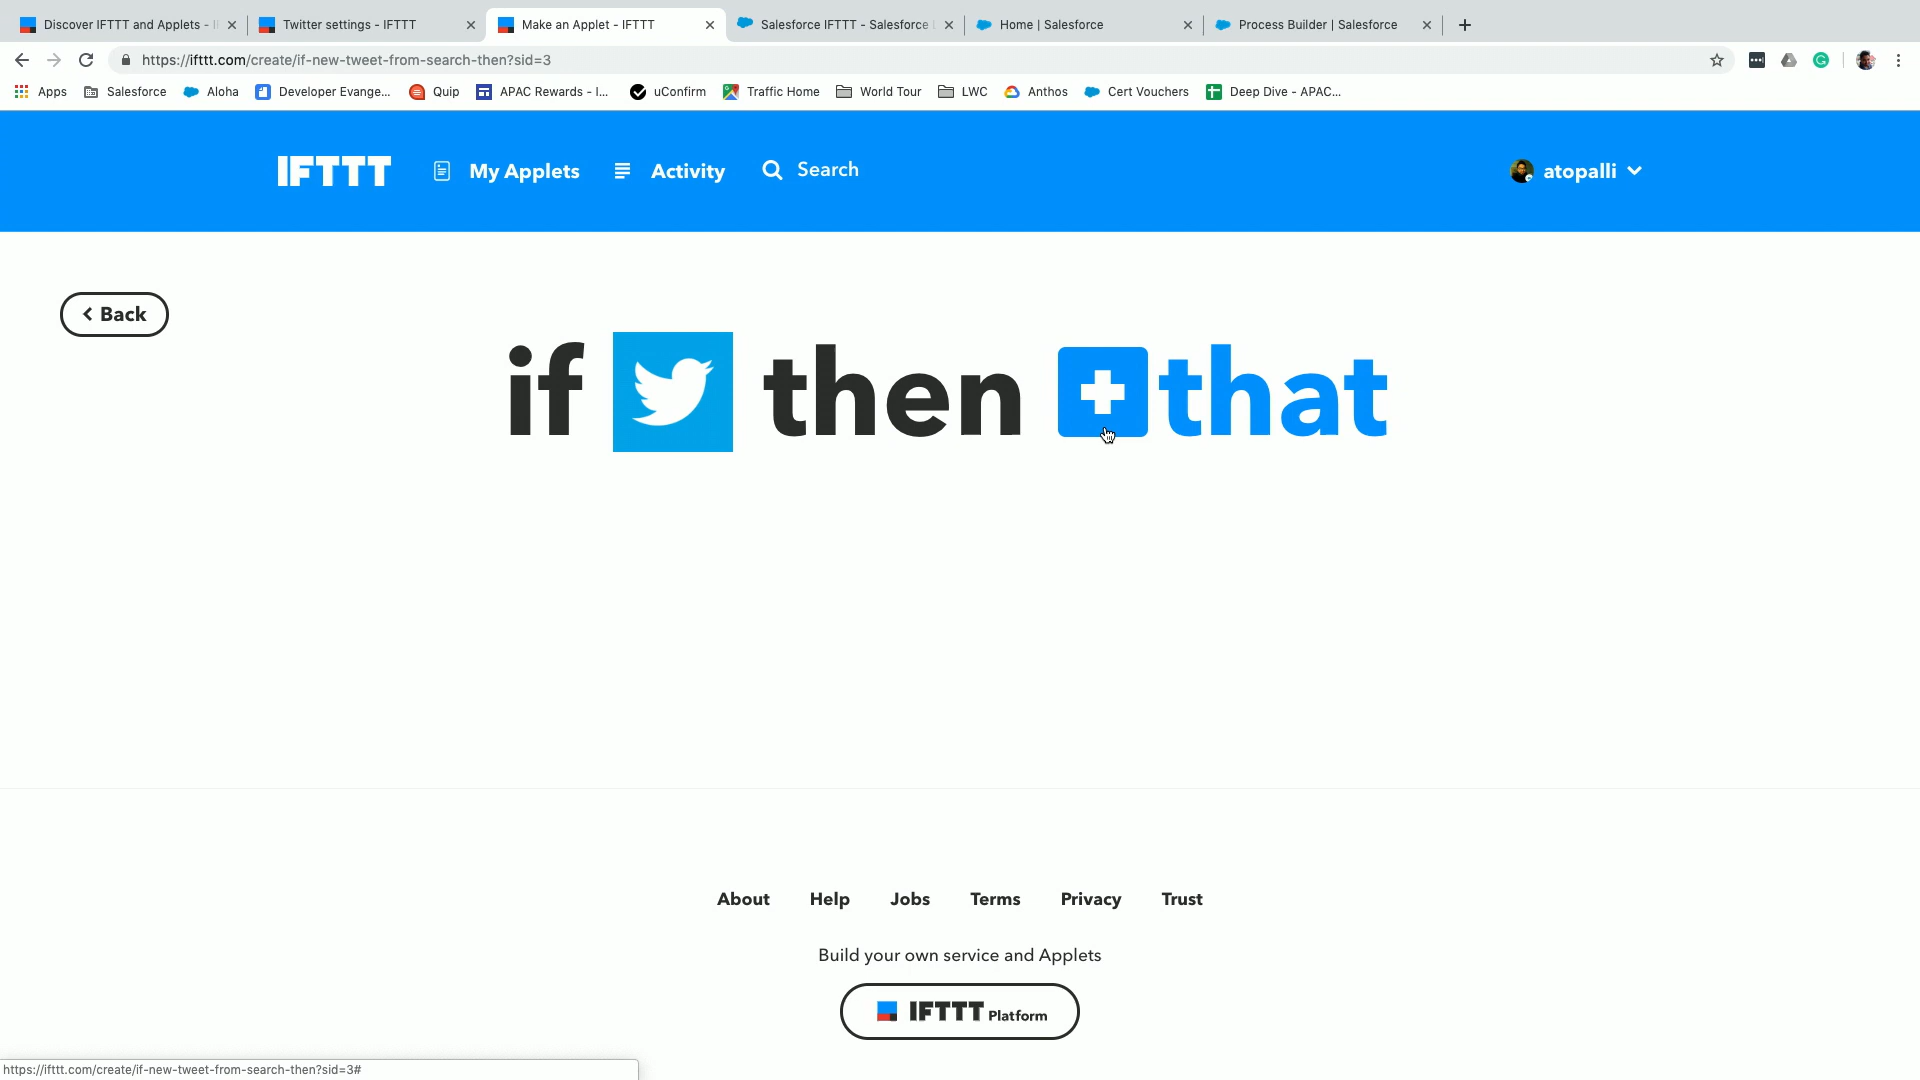 Discover IFTTT and Applets -
Twitter settings - IFTTT
Make an Applet - IFTTT
Salesforce IFTTT - Salesforce
Home | Salesforce
Process Builder | Salesforce
https://ifttt.com/create/if-new-tweet-from-search-then?sid=3
Apps
Salesforce
Aloha
Developer Evange...
Quip
APAC Rewards - I...
uConfirm
Traffic Home
World Tour
LWC
Anthos
Cert Vouchers
Deep Dive - APAC...
IFTTT
My Applets
Activity
Search
atopalli
Back
if then that
About Help Jobs Terms Privacy Trust
Build your own service and Applets
IFTTT Platform
https://ifttt.com/create/if-new-tweet-from-search-then?sid=3#